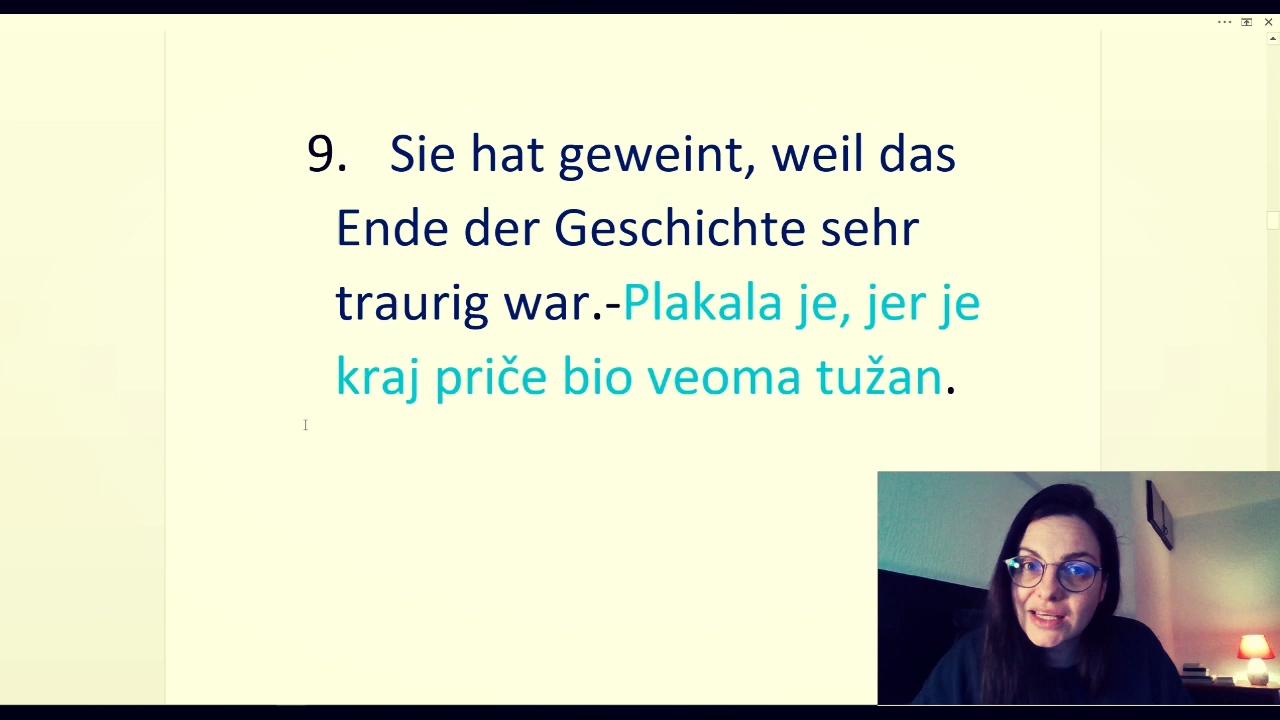 9. Sie hat geweint, weil das
Ende der Geschichte sehr
traurig war.-Plakala je, jer je
kraj priče bio veoma tužan.